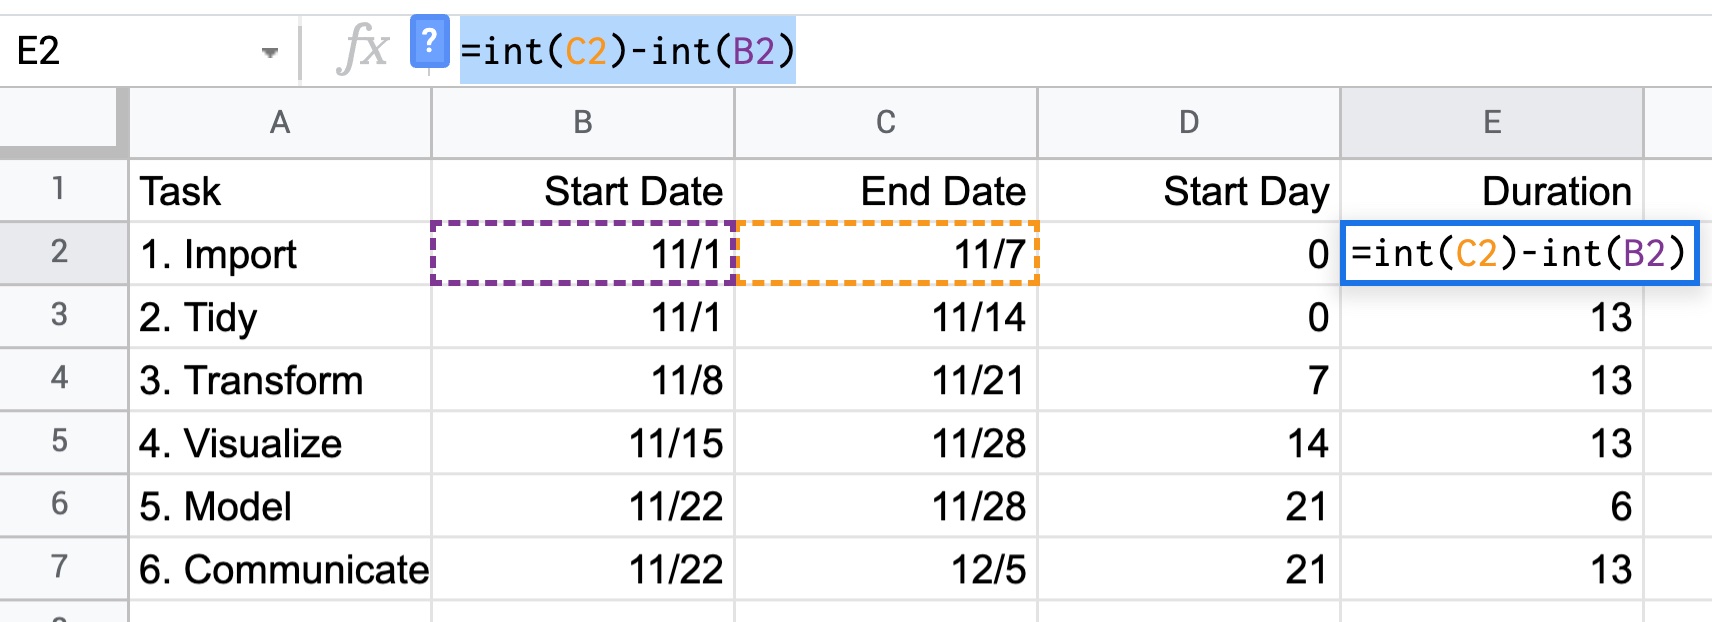 E2 fx ? =int(C2)-int(B2)
A B C D E
1 Task Start Date End Date Start Day Duration
2 1. Import 11/1 11/7 0 =int(C2)-int(B2)
3 2. Tidy 11/1 11/14 0 13
4 3. Transform 11/8 11/21 7 13
5 4. Visualize 11/15 11/28 14 13
6 5. Model 11/22 11/28 21 6
7 6. Communicate 11/22 12/5 21 13